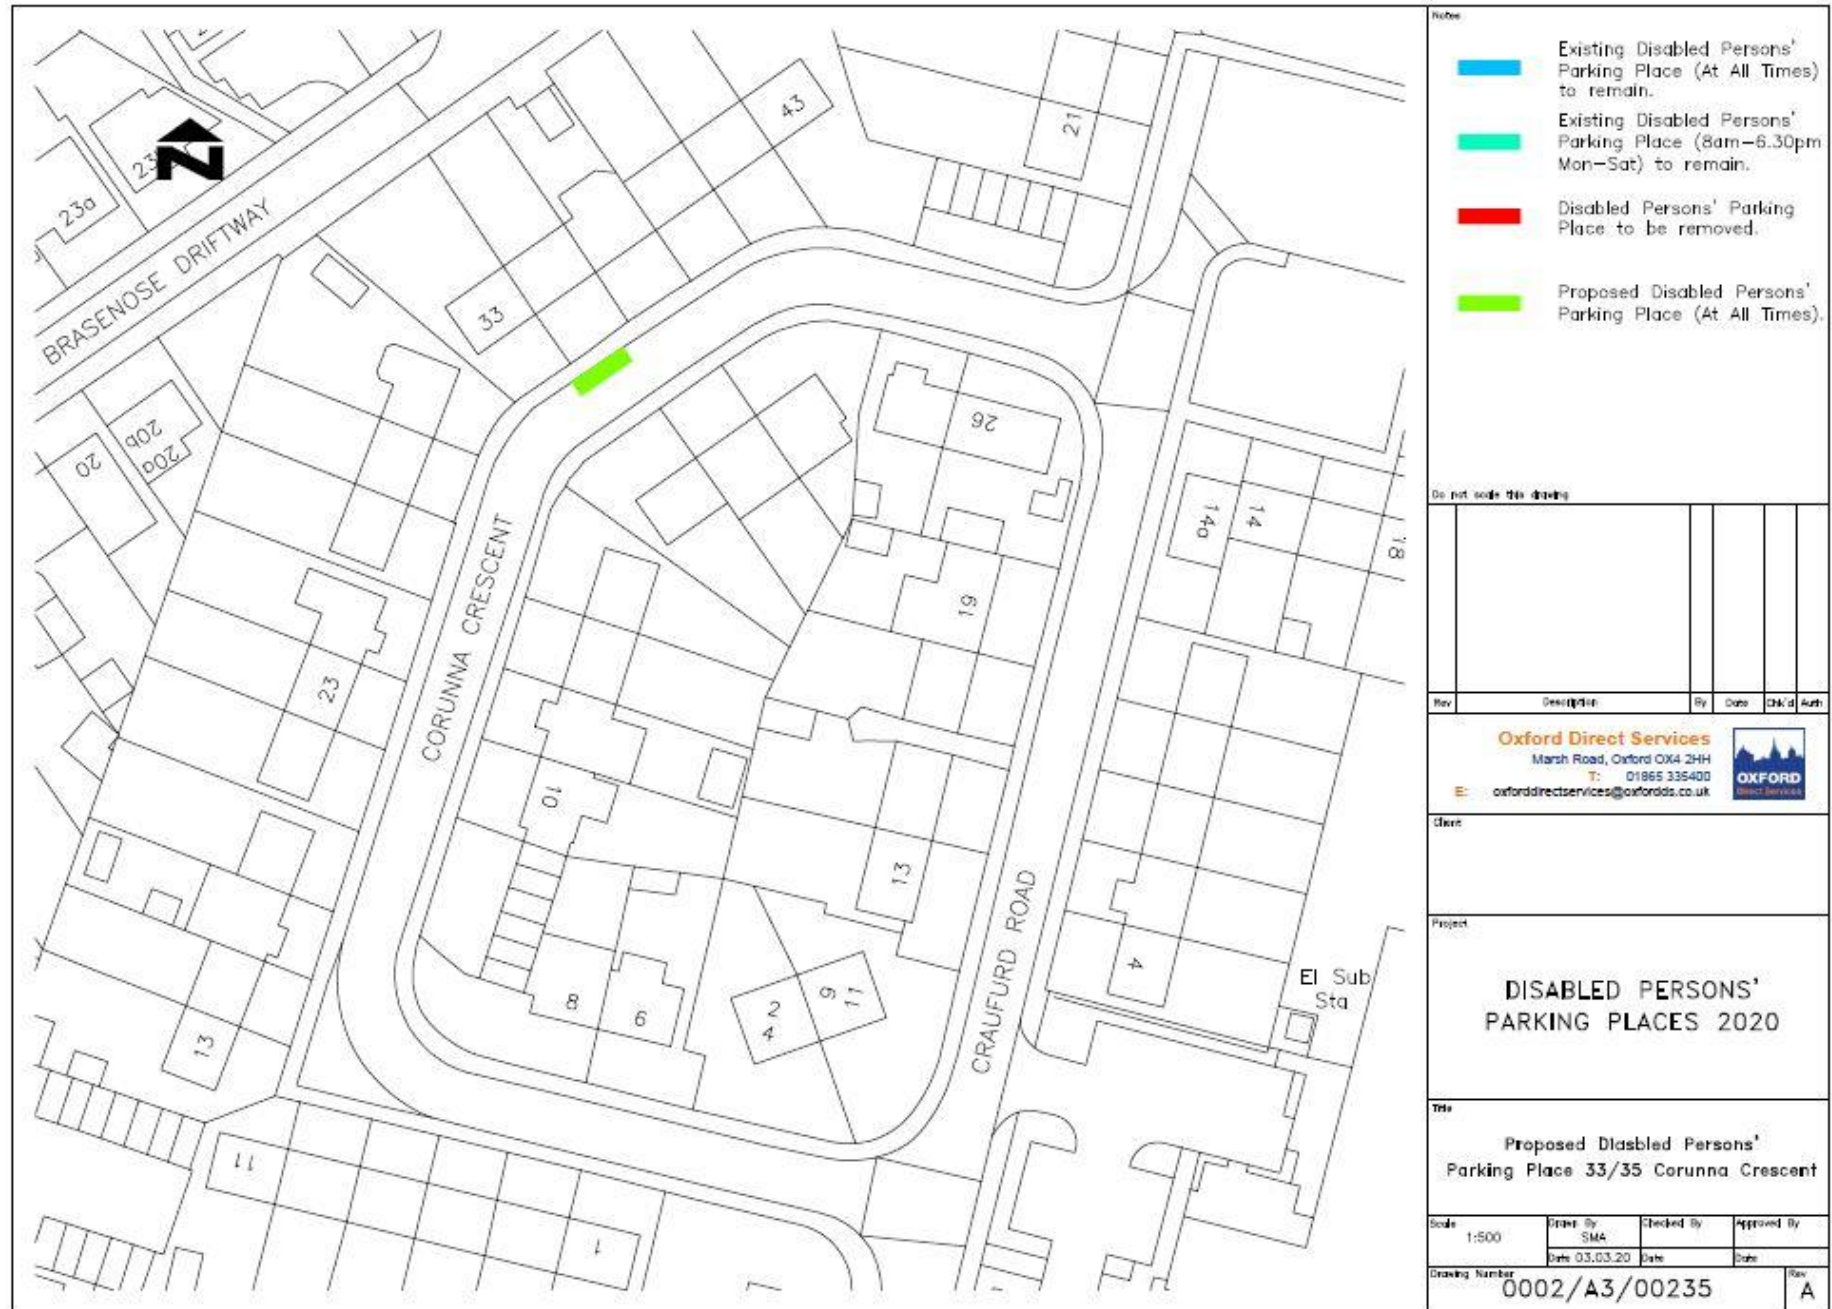 BRASENOSE DRIFTWAY
CORUNNA CRESCENT
CRAUFURD ROAD
23a
43
21
33
20
20b
20a
26
19
14a
14
18
23
10
13
4
El Sub
Sta
8
6
2
4
9
11
13
11
1
N
Notes
Existing Disabled Persons'
Parking Place (At All Times)
to remain.
Existing Disabled Persons'
Parking Place (8am-6.30pm
Mon-Sat) to remain.
Disabled Persons' Parking
Place to be removed.
Proposed Disabled Persons'
Parking Place (At All Times).
Do not scale this drawing
Rev Description By Date Chk'd Auth
Oxford Direct Services
Marsh Road, Oxford OX4 2HH
T: 01865 335400
E: oxforddirectservices@oxfordds.co.uk
OXFORD
Direct Services
Client
Project
DISABLED PERSONS'
PARKING PLACES 2020
Title
Proposed Diasbled Persons'
Parking Place 33/35 Corunna Crescent
Scale
1:500
Drawn By
SMA
Checked By
Approved By
Date 03.03.20
Date
Date
Drawing Number
0002/A3/00235
Rev
A